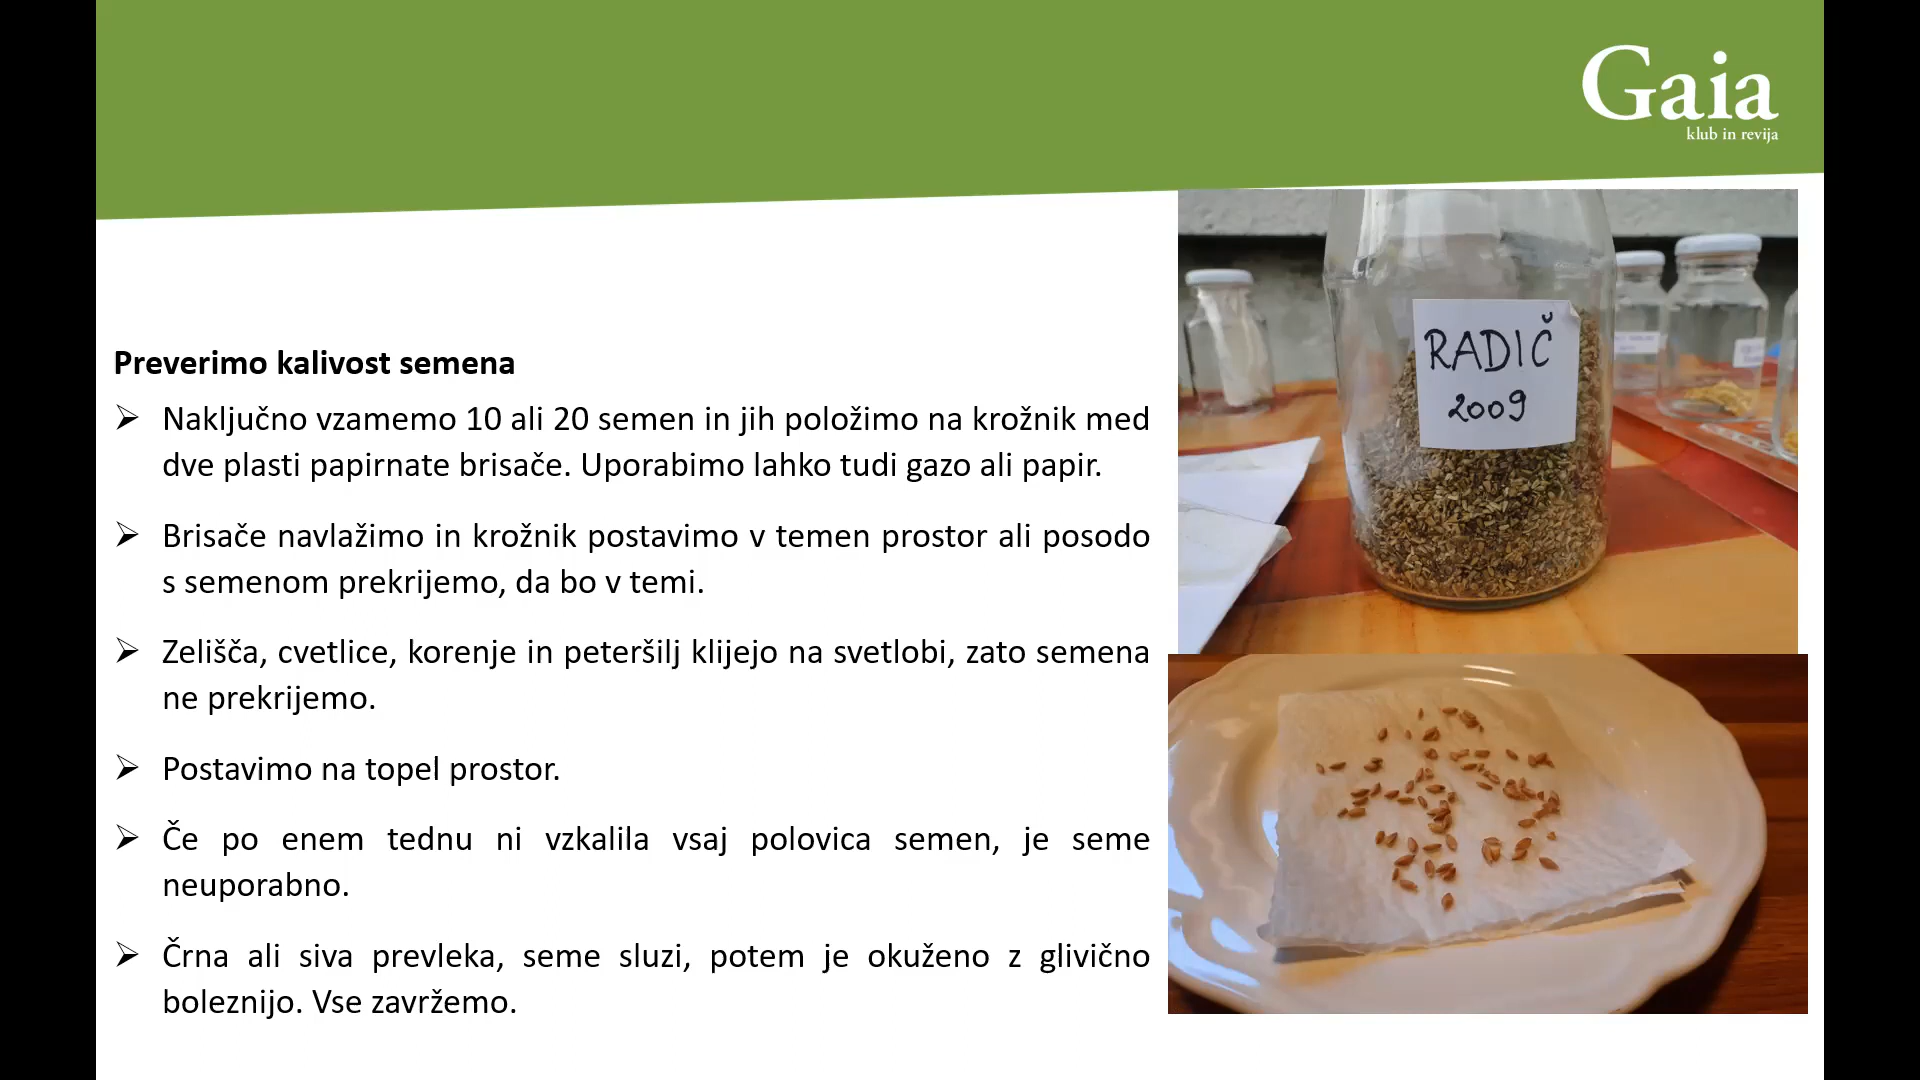 Gaia
klub in revija
RADIČ
2009
Preverimo kalivost semena
Naključno vzamemo 10 ali 20 semen in jih položimo na krožnik med
dve plasti papirnate brisače. Uporabimo lahko tudi gazo ali papir.
Brisače navlažimo in krožnik postavimo v temen prostor ali posodo
s semenom prekrijemo, da bo v temi.
Zelišča, cvetlice, korenje in peteršilj klijejo na svetlobi, zato semena
ne prekrijemo.
Postavimo na topel prostor.
Če po enem tednu ni vzkalila vsaj polovica semen, je seme
neuporabno.
Črna ali siva prevleka, seme sluzi, potem je okuženo z glivično
boleznijo. Vse zavržemo.